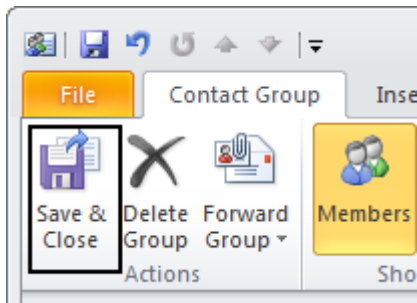 File Contact Group Inse
Save & Delete Forward Members
Close Group Group
Actions Sho